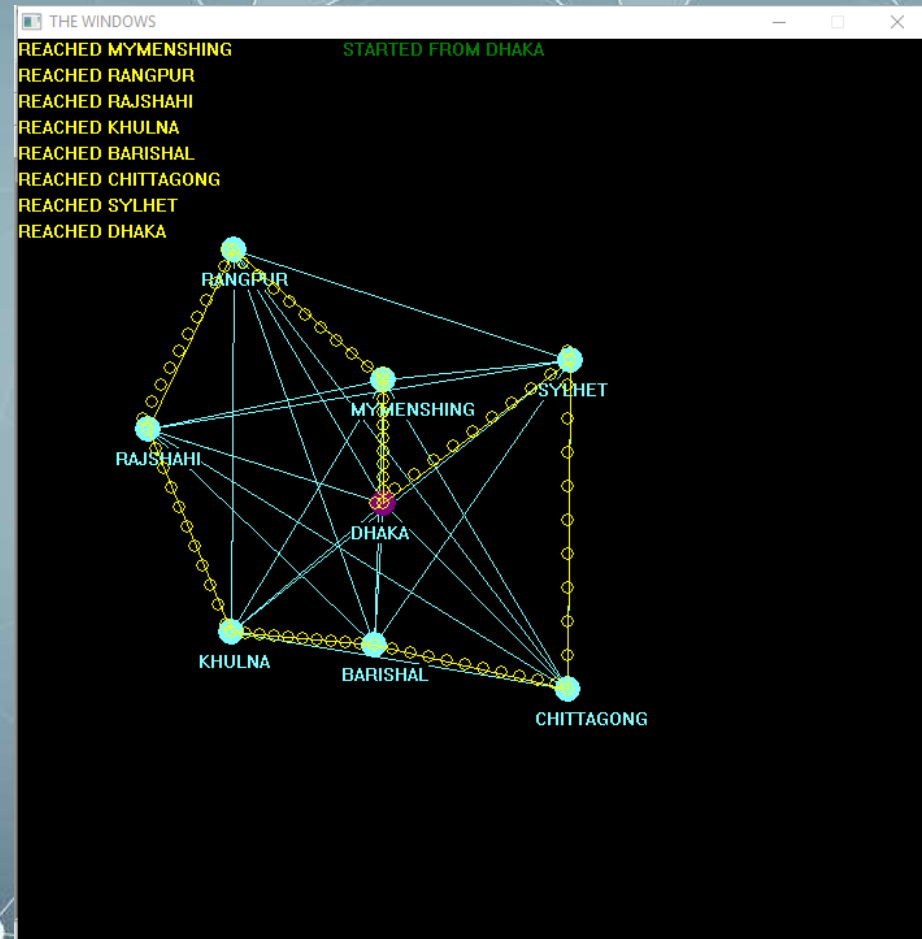 THE WINDOWS
REACHED MYMENSHING
STARTED FROM DHAKA
REACHED RANGPUR
REACHED RAJSHAHI
REACHED KHULNA
REACHED BARISHAL
REACHED CHITTAGONG
REACHED SYLHET
REACHED DHAKA
RANGPUR
SYLHET
MYMENSHING
RAJSHAHI
DHAKA
KHULNA
BARISHAL
CHITTAGONG